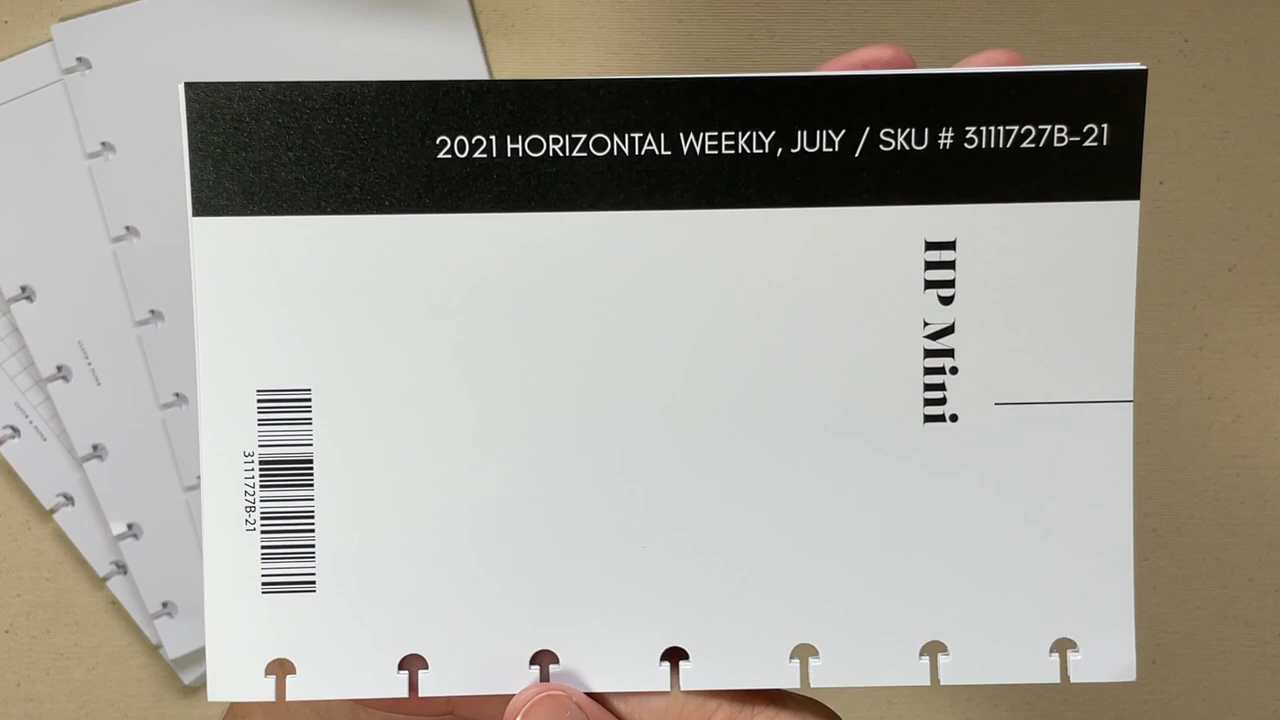 2021 HORIZONTAL WEEKLY, JULY / SKU # 3111727B-21
HP Mini
3111727B-21